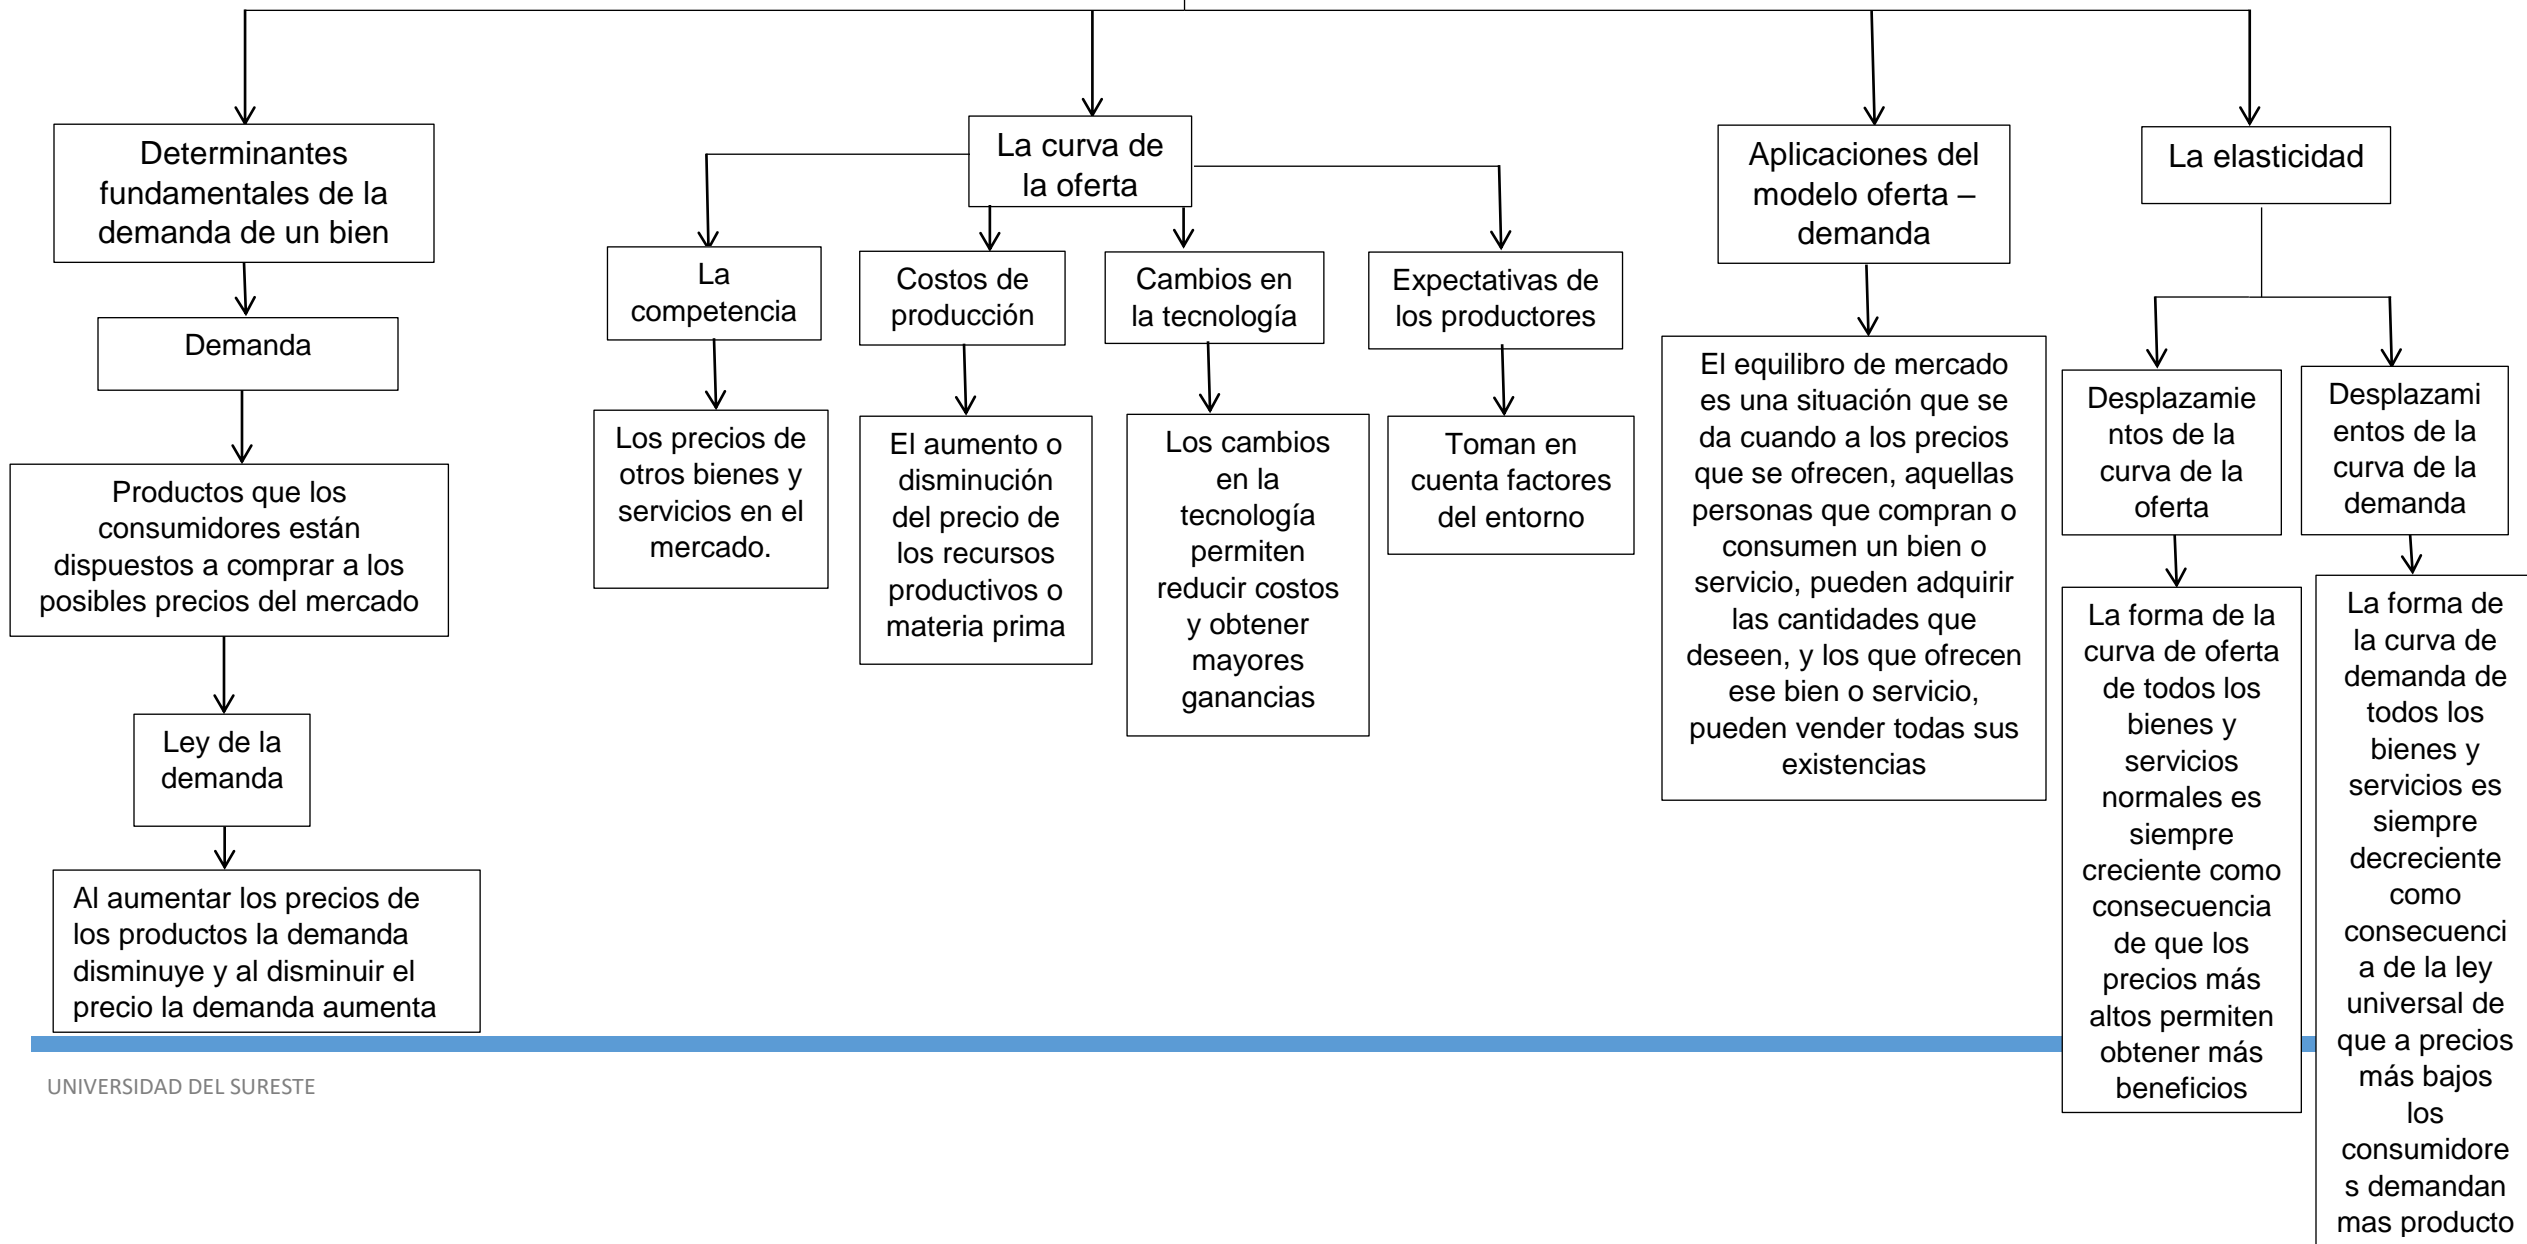 Determinantes
fundamentales de la
demanda de un bien
Demanda
Productos que los
consumidores están
dispuestos a comprar a los
posibles precios del mercado
Ley de la
demanda
Al aumentar los precios de
los productos la demanda
disminuye y al disminuir el
precio la demanda aumenta
La curva de
la oferta
La
competencia
Los precios de
otros bienes y
servicios en el
mercado.
Costos de
producción
El aumento o
disminución
del precio de
los recursos
productivos o
materia prima
Cambios en
la tecnología
Los cambios
en la
tecnología
permiten
reducir costos
y obtener
mayores
ganancias
Expectativas de
los productores
Toman en
cuenta factores
del entorno
Aplicaciones del
modelo oferta –
demanda
El equilibro de mercado
es una situación que se
da cuando a los precios
que se ofrecen, aquellas
personas que compran o
consumen un bien o
servicio, pueden adquirir
las cantidades que
deseen, y los que ofrecen
ese bien o servicio,
pueden vender todas sus
existencias
La elasticidad
Desplazamie
ntos de la
curva de la
oferta
La forma de la
curva de oferta
de todos los
bienes y
servicios
normales es
siempre
creciente como
consecuencia
de que los
precios más
altos permiten
obtener más
beneficios
Desplazami
entos de la
curva de la
demanda
La forma de
la curva de
demanda de
todos los
bienes y
servicios es
siempre
decreciente
como
consecuenci
a de la ley
universal de
que a precios
más bajos
los
consumidore
s demandan
mas producto
UNIVERSIDAD DEL SURESTE